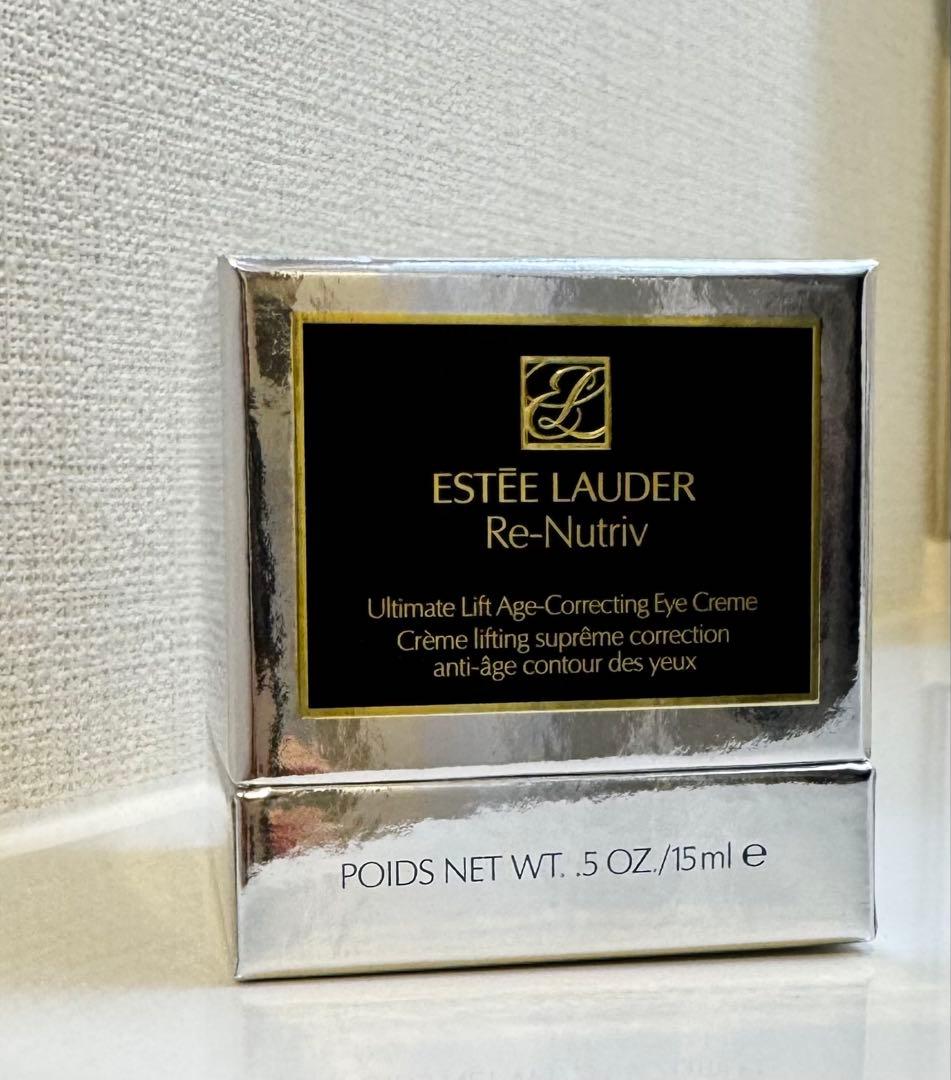 EL
ESTĒE LAUDER
Re-Nutriv
Ultimate Lift Age-Correcting Eye Creme
Crème lifting suprême correction
anti-âge contour des yeux
POIDS NET WT. .5 OZ./15ml e